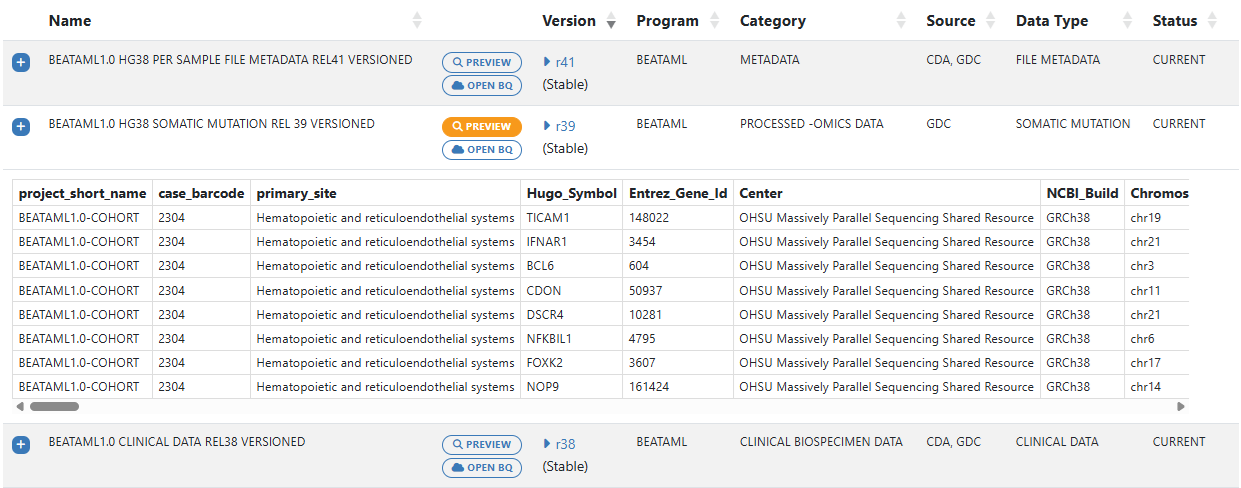 Name Version Program Category Source Data Type Status
BEATAML1.0 HG38 PER SAMPLE FILE METADATA REL41 VERSIONED PREVIEW r41 BEATAML METADATA CDA, GDC FILE METADATA CURRENT
OPEN BQ (Stable)
BEATAML1.0 HG38 SOMATIC MUTATION REL 39 VERSIONED PREVIEW r39 BEATAML PROCESSED -OMICS DATA GDC SOMATIC MUTATION CURRENT
OPEN BQ (Stable)
project_short_name case_barcode primary_site Hugo_Symbol Entrez_Gene_Id Center NCBI_Build Chromos
BEATAML1.0-COHORT 2304 Hematopoietic and reticuloendothelial systems TICAM1 148022 OHSU Massively Parallel Sequencing Shared Resource GRCh38 chr19
BEATAML1.0-COHORT 2304 Hematopoietic and reticuloendothelial systems IFNAR1 3454 OHSU Massively Parallel Sequencing Shared Resource GRCh38 chr21
BEATAML1.0-COHORT 2304 Hematopoietic and reticuloendothelial systems BCL6 604 OHSU Massively Parallel Sequencing Shared Resource GRCh38 chr3
BEATAML1.0-COHORT 2304 Hematopoietic and reticuloendothelial systems CDON 50937 OHSU Massively Parallel Sequencing Shared Resource GRCh38 chr11
BEATAML1.0-COHORT 2304 Hematopoietic and reticuloendothelial systems DSCR4 10281 OHSU Massively Parallel Sequencing Shared Resource GRCh38 chr21
BEATAML1.0-COHORT 2304 Hematopoietic and reticuloendothelial systems NFKBIL1 4795 OHSU Massively Parallel Sequencing Shared Resource GRCh38 chr6
BEATAML1.0-COHORT 2304 Hematopoietic and reticuloendothelial systems FOXK2 3607 OHSU Massively Parallel Sequencing Shared Resource GRCh38 chr17
BEATAML1.0-COHORT 2304 Hematopoietic and reticuloendothelial systems NOP9 161424 OHSU Massively Parallel Sequencing Shared Resource GRCh38 chr14
BEATAML1.0 CLINICAL DATA REL38 VERSIONED PREVIEW r38 BEATAML CLINICAL BIOSPECIMEN DATA CDA, GDC CLINICAL DATA CURRENT
OPEN BQ (Stable)